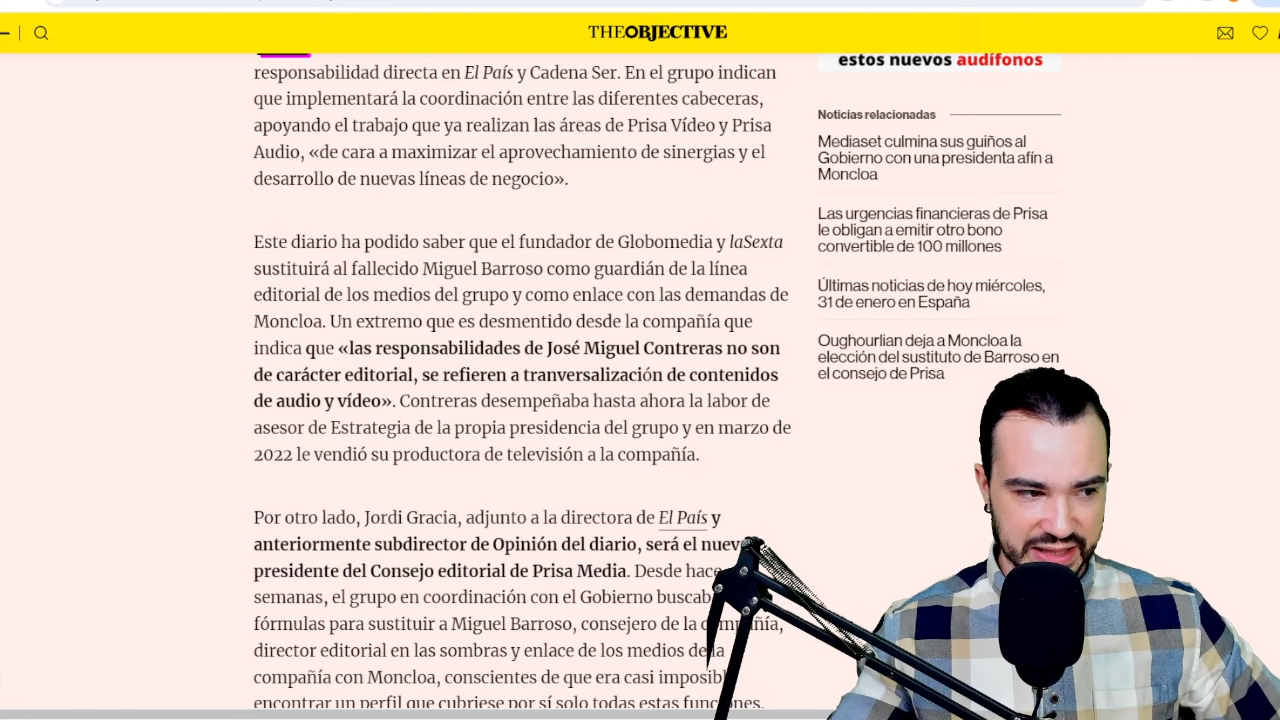 THEOBJECTIVE
responsabilidad directa en El País y Cadena Ser. En el grupo indican
que implementará la coordinación entre las diferentes cabeceras,
apoyando el trabajo que ya realizan las áreas de Prisa Vídeo y Prisa
Audio, «de cara a maximizar el aprovechamiento de sinergias y el
desarrollo de nuevas líneas de negocio».
Este diario ha podido saber que el fundador de Globomedia y laSexta
sustituirá al fallecido Miguel Barroso como guardián de la línea
editorial de los medios del grupo y como enlace con las demandas de
Moncloa. Un extremo que es desmentido desde la compañía que
indica que «las responsabilidades de José Miguel Contreras no son
de carácter editorial, se refieren a tranversalización de contenidos
de audio y vídeo». Contreras desempeñaba hasta ahora la labor de
asesor de Estrategia de la propia presidencia del grupo y en marzo de
2022 le vendió su productora de televisión a la compañía.
Por otro lado, Jordi Gracia, adjunto a la directora de El País y
anteriormente subdirector de Opinión del diario, será el nuevo
presidente del Consejo editorial de Prisa Media. Desde hace
semanas, el grupo en coordinación con el Gobierno buscaba
fórmulas para sustituir a Miguel Barroso, consejero de la compañía,
director editorial en las sombras y enlace de los medios de la
compañía con Moncloa, conscientes de que era casi imposible
encontrar un perfil que cubriese por sí solo todas estas funciones.
estos nuevos audífonos
Noticias relacionadas
Mediaset culmina sus guiños al
Gobierno con una presidenta afín a
Moncloa
Las urgencias financieras de Prisa
le obligan a emitir otro bono
convertible de 100 millones
Últimas noticias de hoy miércoles,
31 de enero en España
Oughourlian deja a Moncloa la
elección del sustituto de Barroso en
el consejo de Prisa